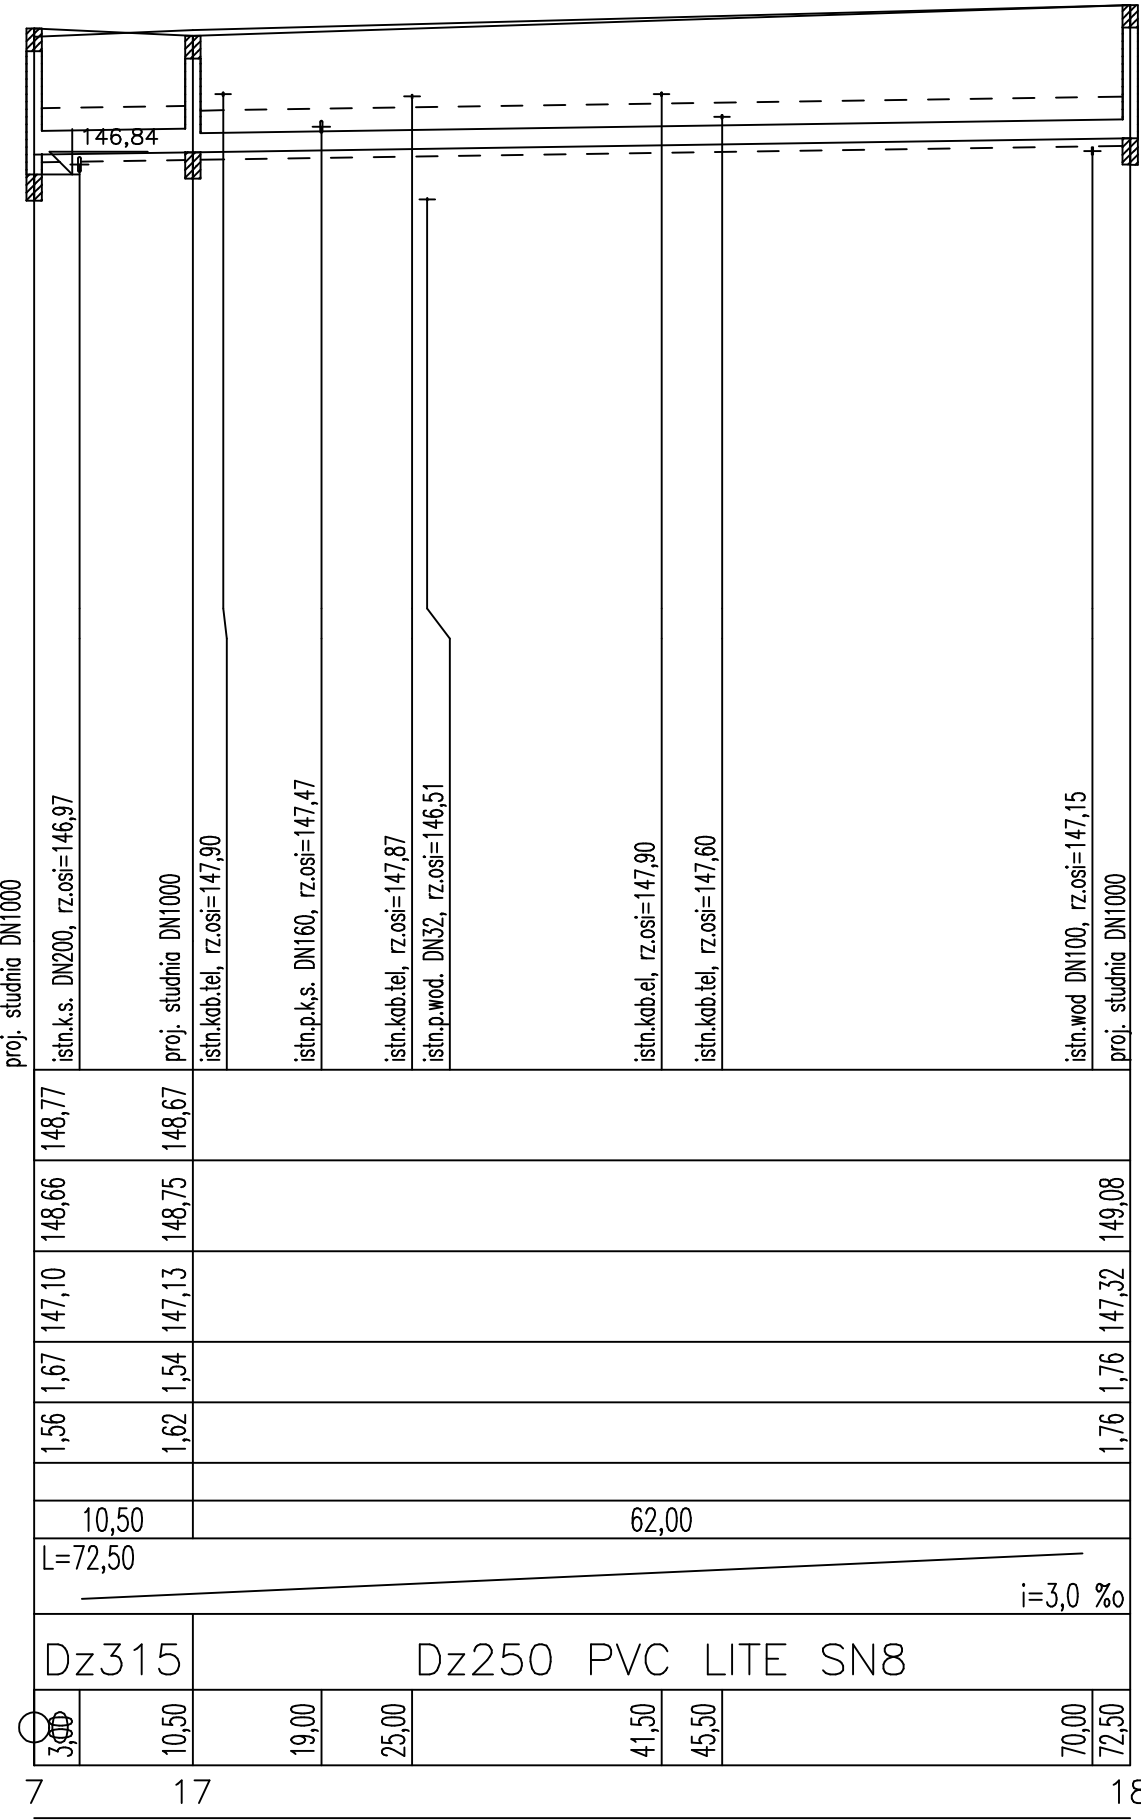 146,84
proj. studnia DN1000
istn.k.s. DN200, rz.osi=146,97
proj. studnia DN1000
istn.kab.tel, rz.osi=147,90
istn.p.k,s. DN160, rz.osi=147,47
istn.kab.tel, rz.osi=147,87
istn.p.wod. DN32, rz.osi=146,51
istn.kab.el, rz.osi=147,90
istn.kab.tel, rz.osi=147,60
istn.wod DN100, rz.osi=147,15
proj. studnia DN1000
148,77 148,67
148,66 148,75 149,08
147,10 147,13 147,32
1,67 1,54 1,76
1,56 1,62 1,76
10,50 62,00
L=72,50
i=3,0 ‰
Dz315 Dz250 PVC LITE SN8
3,00 10,50 19,00 25,00 41,50 45,50 70,00 72,50
7 17 18